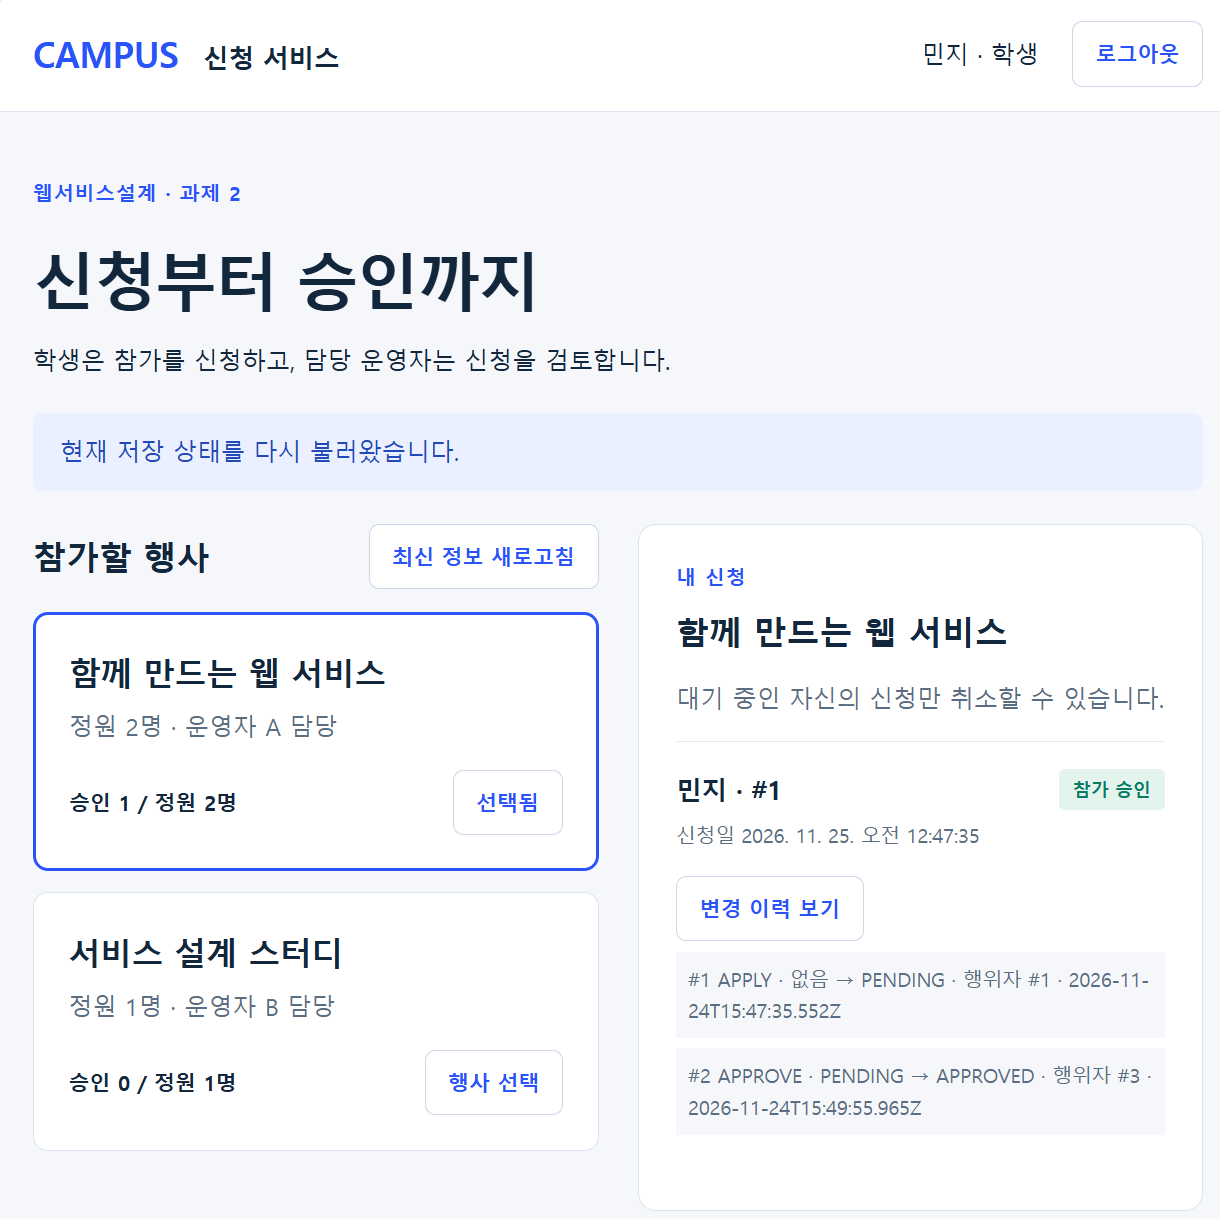 CAMPUS 신청 서비스
민지 · 학생
로그아웃
웹서비스설계 · 과제 2
신청부터 승인까지
학생은 참가를 신청하고, 담당 운영자는 신청을 검토합니다.
현재 저장 상태를 다시 불러왔습니다.
참가할 행사
최신 정보 새로고침
함께 만드는 웹 서비스
정원 2명 · 운영자 A 담당
승인 1 / 정원 2명
선택됨
서비스 설계 스터디
정원 1명 · 운영자 B 담당
승인 0 / 정원 1명
행사 선택
내 신청
함께 만드는 웹 서비스
대기 중인 자신의 신청만 취소할 수 있습니다.
민지 · #1
참가 승인
신청일 2026. 11. 25. 오전 12:47:35
변경 이력 보기
#1 APPLY · 없음 → PENDING · 행위자 #1 · 2026-11-
24T15:47:35.552Z
#2 APPROVE · PENDING → APPROVED · 행위자 #3 ·
2026-11-24T15:49:55.965Z